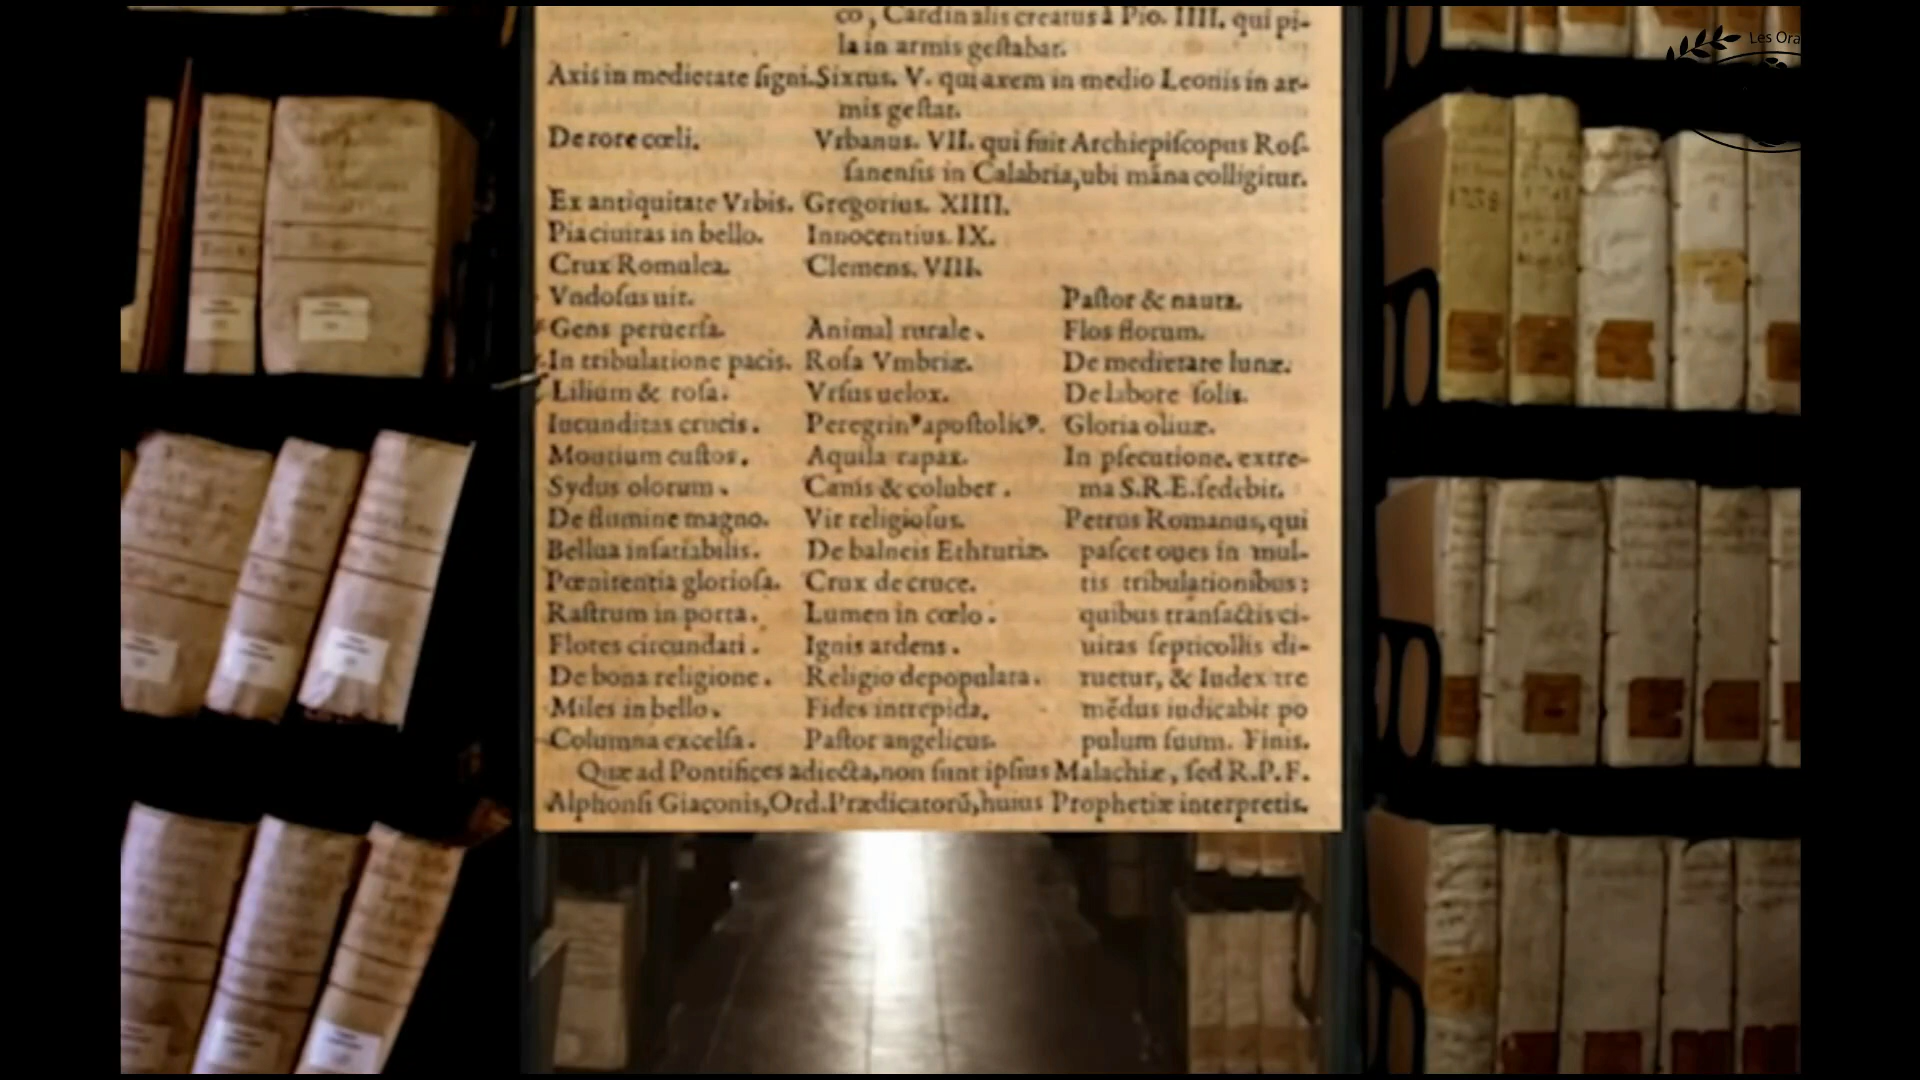 co, Cardinalis creatus à Pio. IIII. qui pi-
la in armis geſtabat.
Axis in medietate ſigni. Sixtus. V. qui axem in medio Leonis in ar-
mis geſtat.
De rore cœli. Vrbanus. VII. qui fuit Archiepiſcopus Roſ-
ſanenſis in Calabria, ubi māna colligitur.
Ex antiquitate Vrbis. Gregorius. XIIII.
Pia ciuitas in bello. Innocentius. IX.
Crux Romulea. Clemens. VIII.
Vndoſus uir. Paſtor & nauta.
Gens peruerſa. Animal rurale. Flos florum.
In tribulatione pacis. Roſa Vmbriæ. De medietate lunæ.
Lilium & roſa. Vrſus uelox. De labore ſolis.
Iucunditas crucis. Peregrinꝰ apoſtolicꝰ. Gloria oliuæ.
Montium cuſtos. Aquila rapax. In pſecutione. extre-
Sydus olorum. Canis & coluber. ma S.R.E. ſedebit.
De flumine magno. Vir religioſus. Petrus Romanus, qui
Bellua inſatiabilis. De balneis Ethruriæ. paſcet oues in mul-
Pœnitentia glorioſa. Crux de cruce. tis tribulationibus:
Raſtrum in porta. Lumen in cœlo. quibus tranſactis ci-
Flores circundati. Ignis ardens. uitas ſepticollis di-
De bona religione. Religio depopulata. ruetur, & Iudex tre
Miles in bello. Fides intrepida. mēdus iudicabit po
Columna excelſa. Paſtor angelicus. pulum ſuum. Finis.
Quæ ad Pontifices adiecta, non ſunt ipſius Malachiæ, ſed R.P.F.
Alphonſi Giaconis, Ord. Prædicatorū, huius Prophetiæ interpretis.
Les Ora
1738